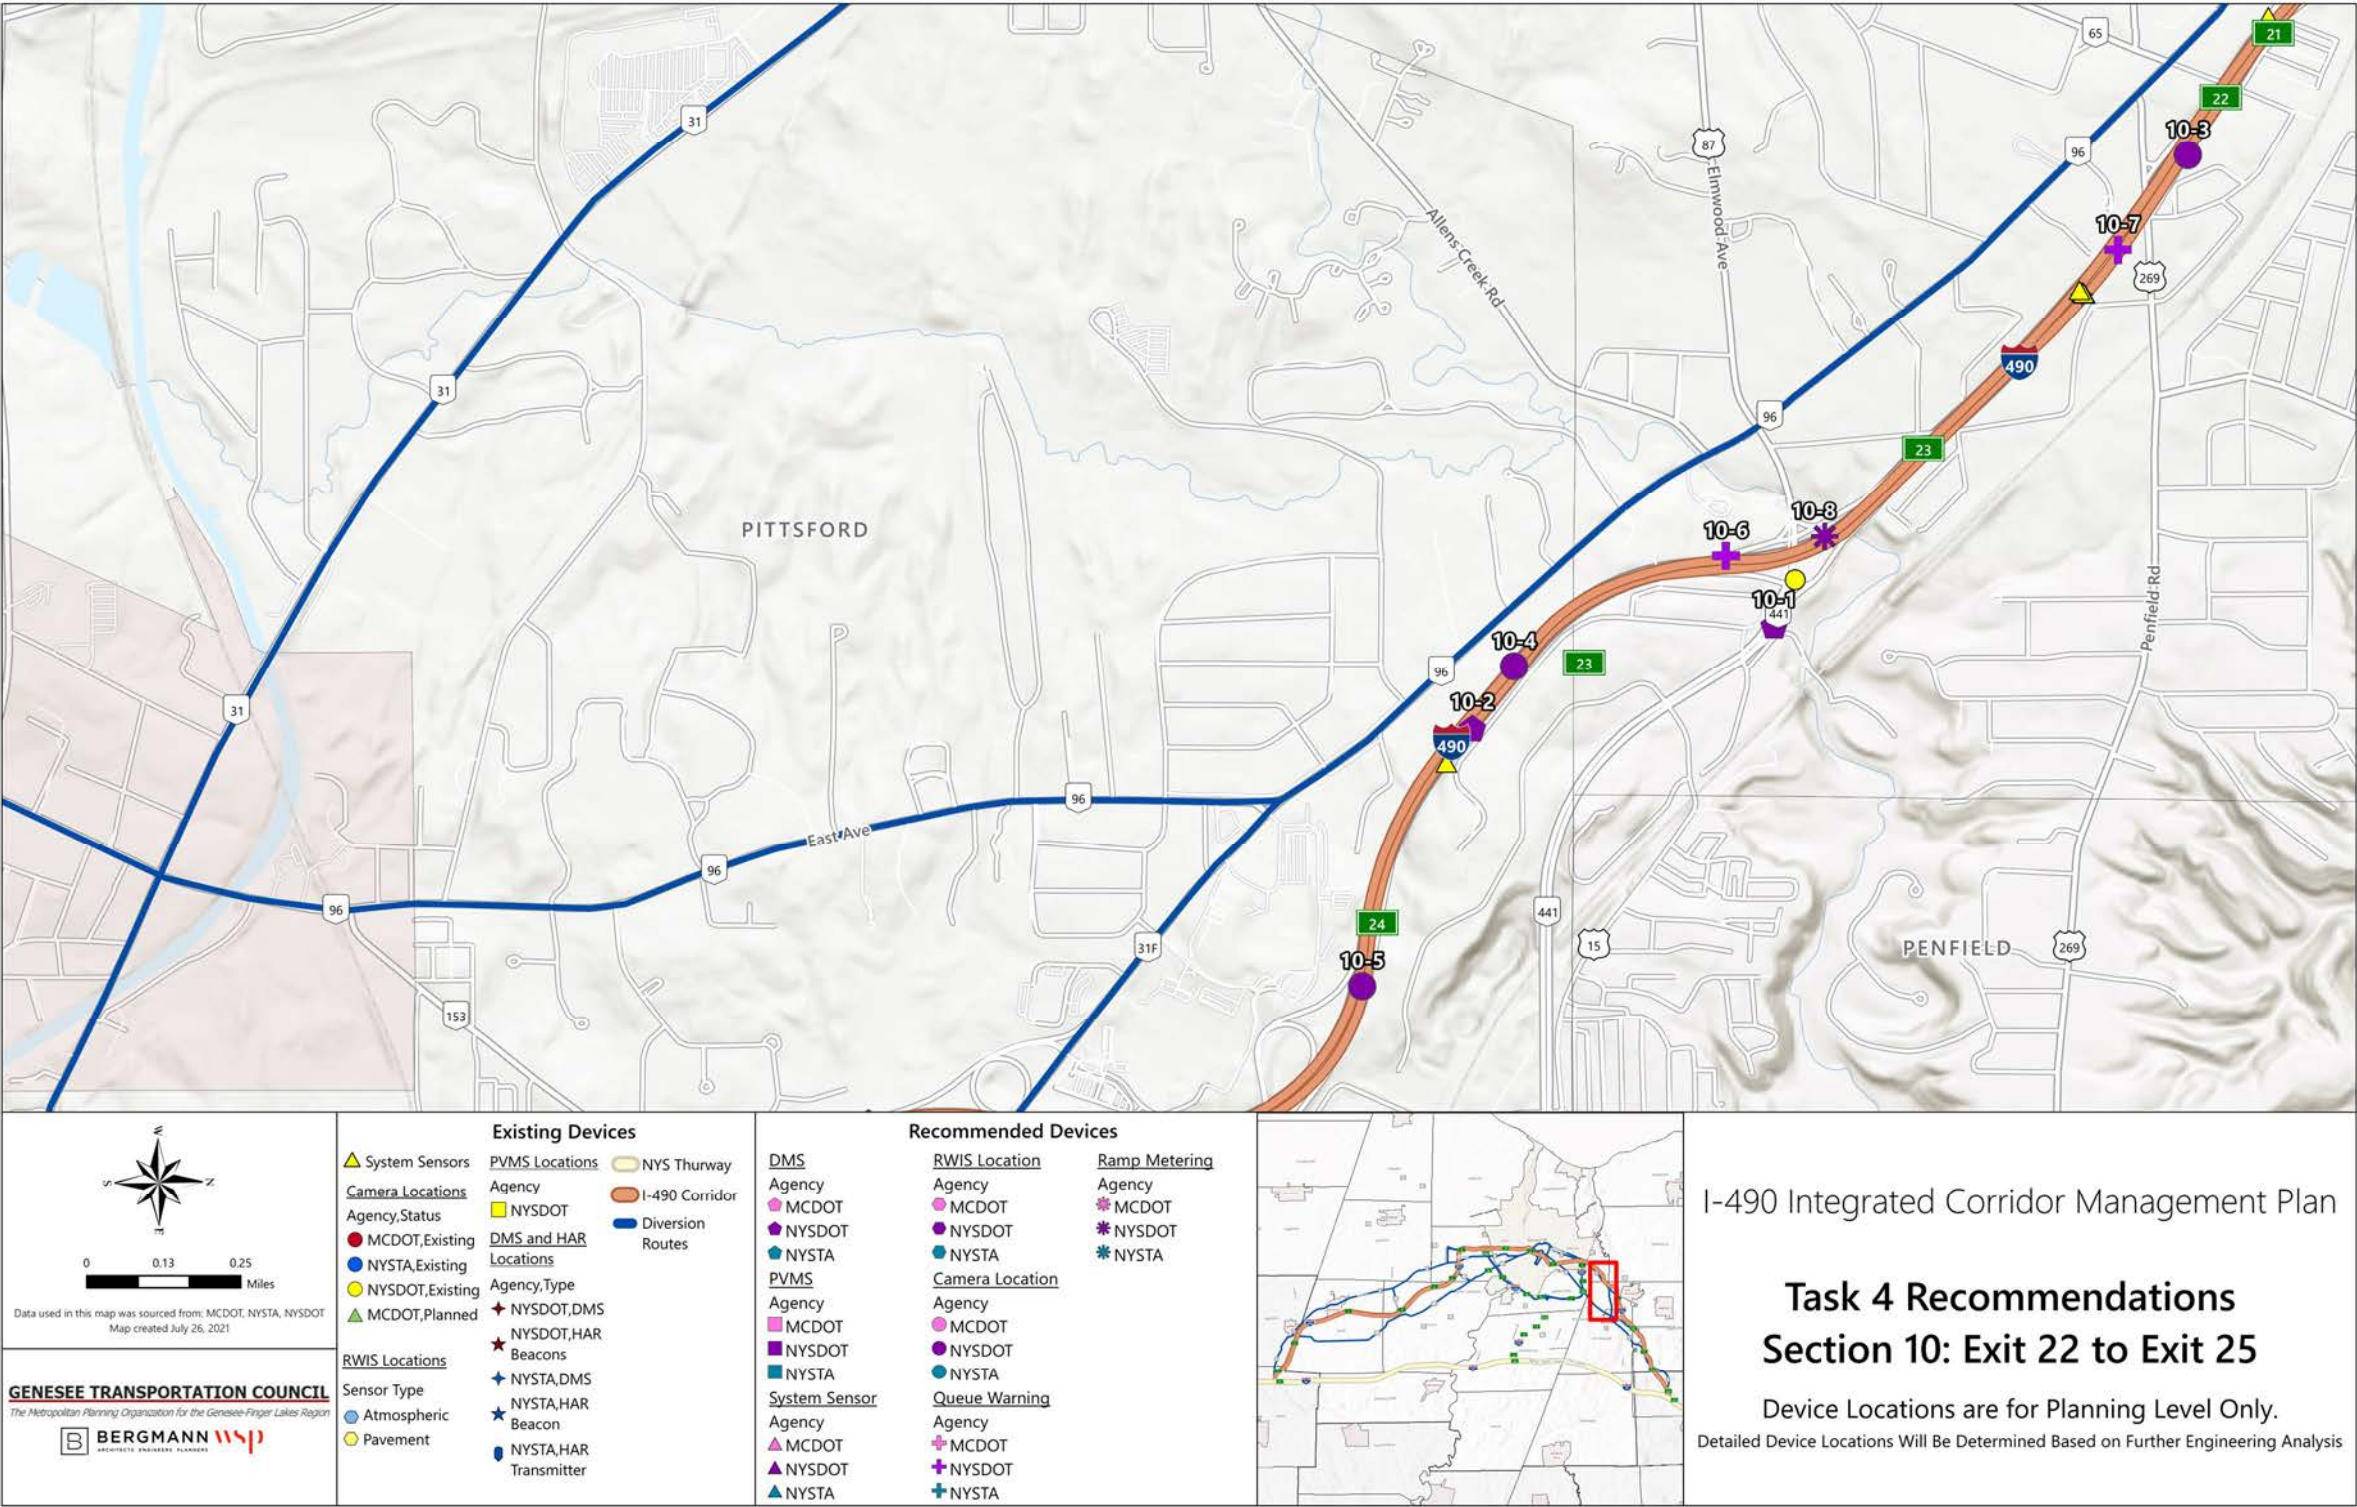 65
21
22
31
10-3
87
96
Elmwood Ave
10-7
Allens Creek Rd
269
490
31
96
23
10-8
PITTSFORD
10-6
10-1
441
Penfield Rd
10-4
23
96
10-2
31
490
96
East Ave
96
96
441
24
15
PENFIELD
269
31F
10-5
153
W
S
N
E
0
0.13
0.25
Miles
Data used in this map was sourced from: MCDOT, NYSTA, NYSDOT
Map created July 26, 2021
GENESEE TRANSPORTATION COUNCIL
The Metropolitan Planning Organization for the Genesee-Finger Lakes Region
B BERGMANN
ARCHITECTS ENGINEERS PLANNERS
wsp
Existing Devices
System Sensors
Camera Locations
Agency,Status
MCDOT,Existing
NYSTA,Existing
NYSDOT,Existing
MCDOT,Planned
RWIS Locations
Sensor Type
Atmospheric
Pavement
PVMS Locations
Agency
NYSDOT
DMS and HAR
Locations
Agency,Type
NYSDOT,DMS
NYSDOT,HAR
Beacons
NYSTA,DMS
NYSTA,HAR
Beacon
NYSTA,HAR
Transmitter
NYS Thurway
I-490 Corridor
Diversion
Routes
Recommended Devices
DMS
Agency
MCDOT
NYSDOT
NYSTA
PVMS
Agency
MCDOT
NYSDOT
NYSTA
System Sensor
Agency
MCDOT
NYSDOT
NYSTA
RWIS Location
Agency
MCDOT
NYSDOT
NYSTA
Camera Location
Agency
MCDOT
NYSDOT
NYSTA
Queue Warning
Agency
MCDOT
NYSDOT
NYSTA
Ramp Metering
Agency
MCDOT
NYSDOT
NYSTA
I-490 Integrated Corridor Management Plan
Task 4 Recommendations
Section 10: Exit 22 to Exit 25
Device Locations are for Planning Level Only.
Detailed Device Locations Will Be Determined Based on Further Engineering Analysis